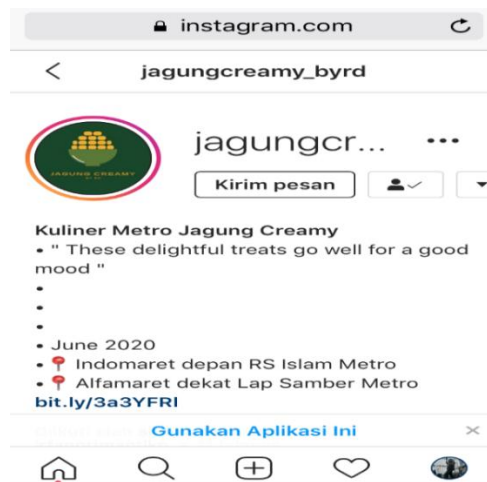 instagram.com
jagungcreamy_byrd
JAGUNG CREAMY
jagungcr... •••
Kirim pesan
Kuliner Metro Jagung Creamy
• " These delightful treats go well for a good
mood "
•
•
•
• June 2020
• 📍 Indomaret depan RS Islam Metro
• 📍 Alfamaret dekat Lap Samber Metro
bit.ly/3a3YFRI
Gunakan Aplikasi Ini